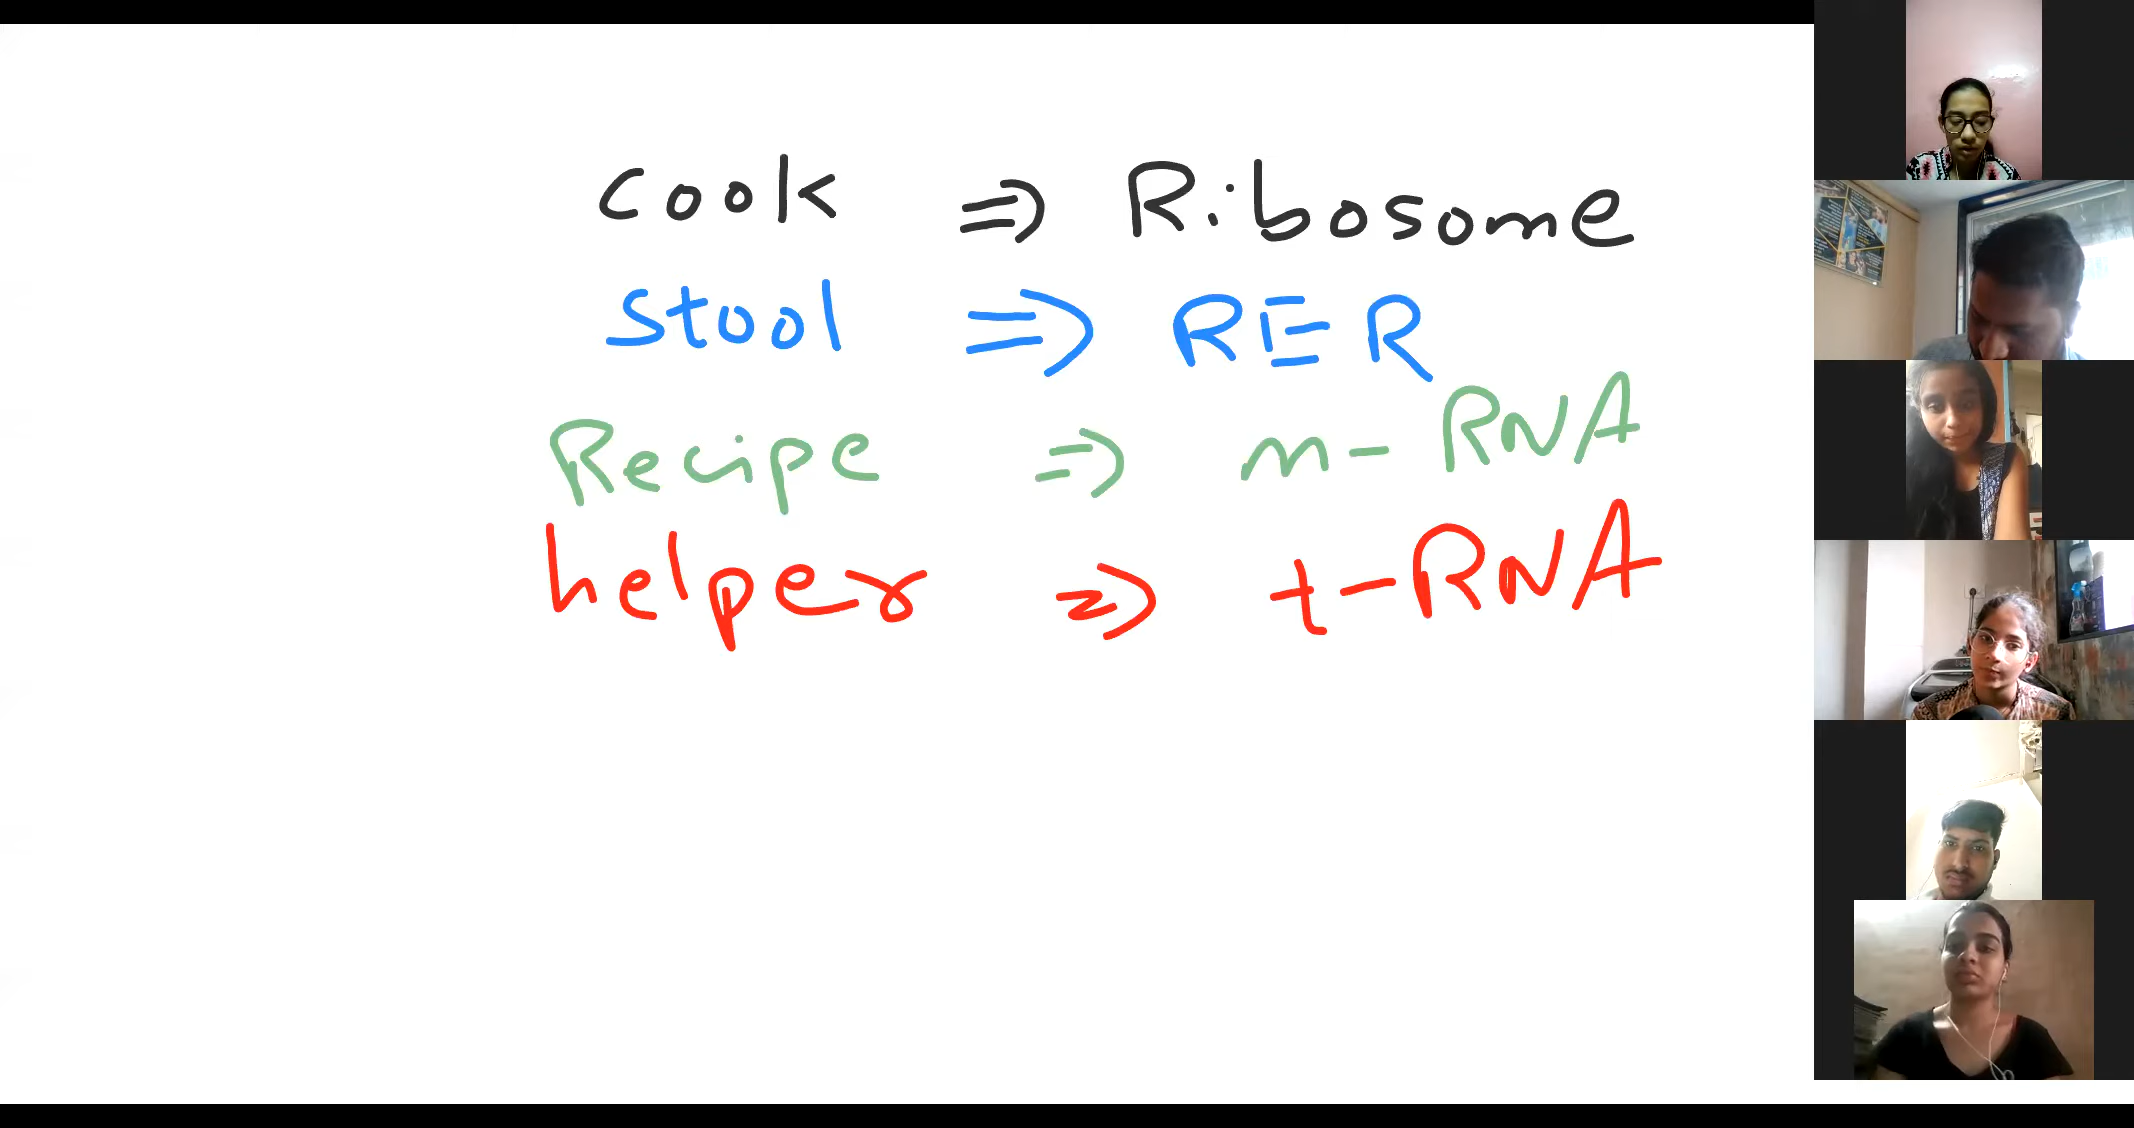 cook ⇒ Ribosome
stool ⇒ RER
Recipe ⇒ m-RNA
helper ⇒ t-RNA